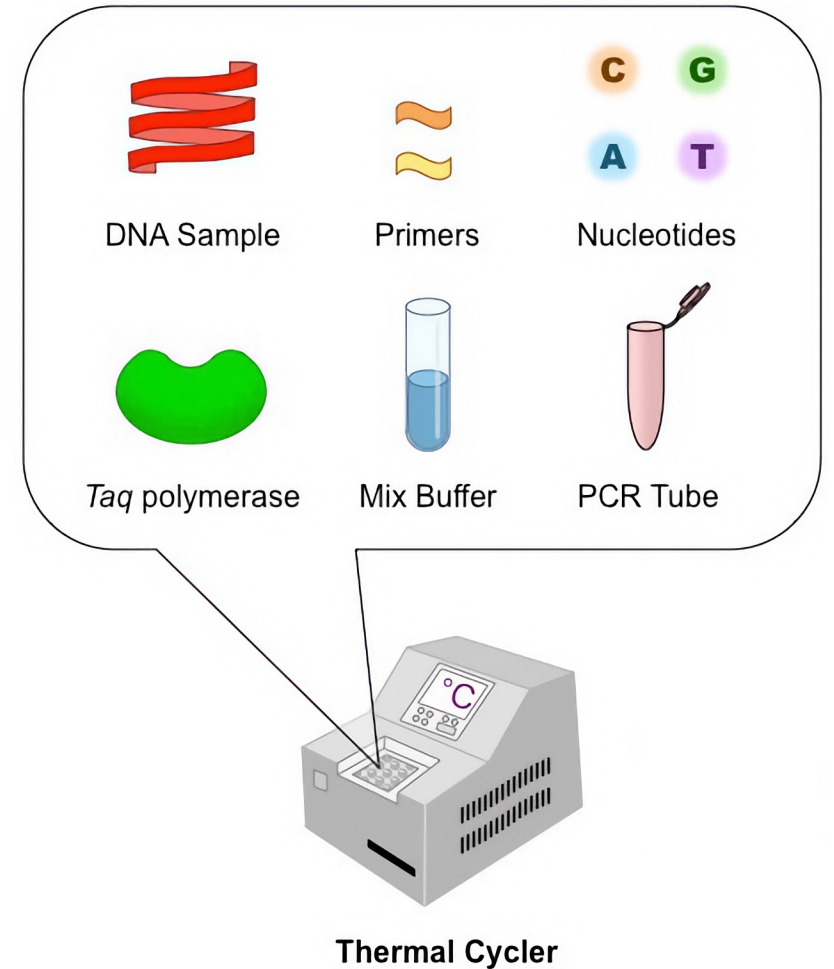 C G
A T
DNA Sample Primers Nucleotides
Taq polymerase Mix Buffer PCR Tube
°C
Thermal Cycler